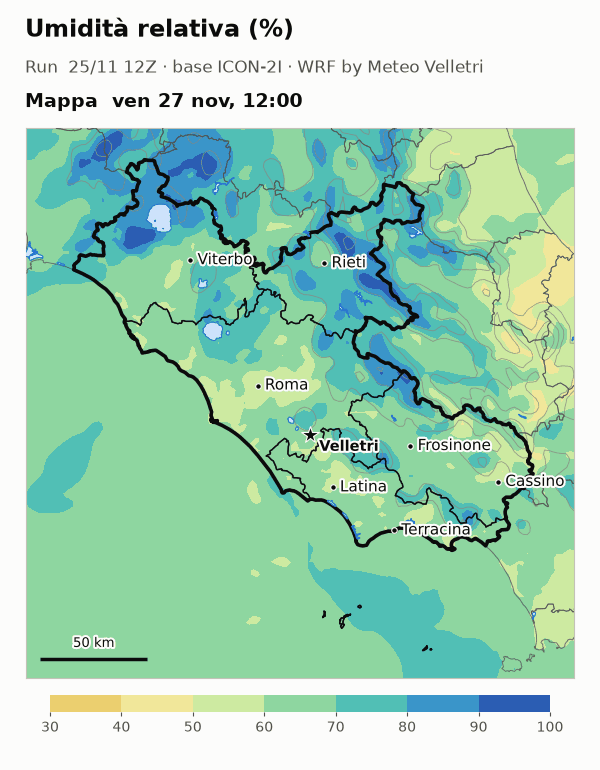 Umidità relativa (%)
Run  25/11 12Z · base ICON-2I · WRF by Meteo Velletri
Mappa  ven 27 nov, 12:00
Viterbo
Rieti
Roma
Velletri
Frosinone
Cassino
Latina
Terracina
50 km
30 40 50 60 70 80 90 100